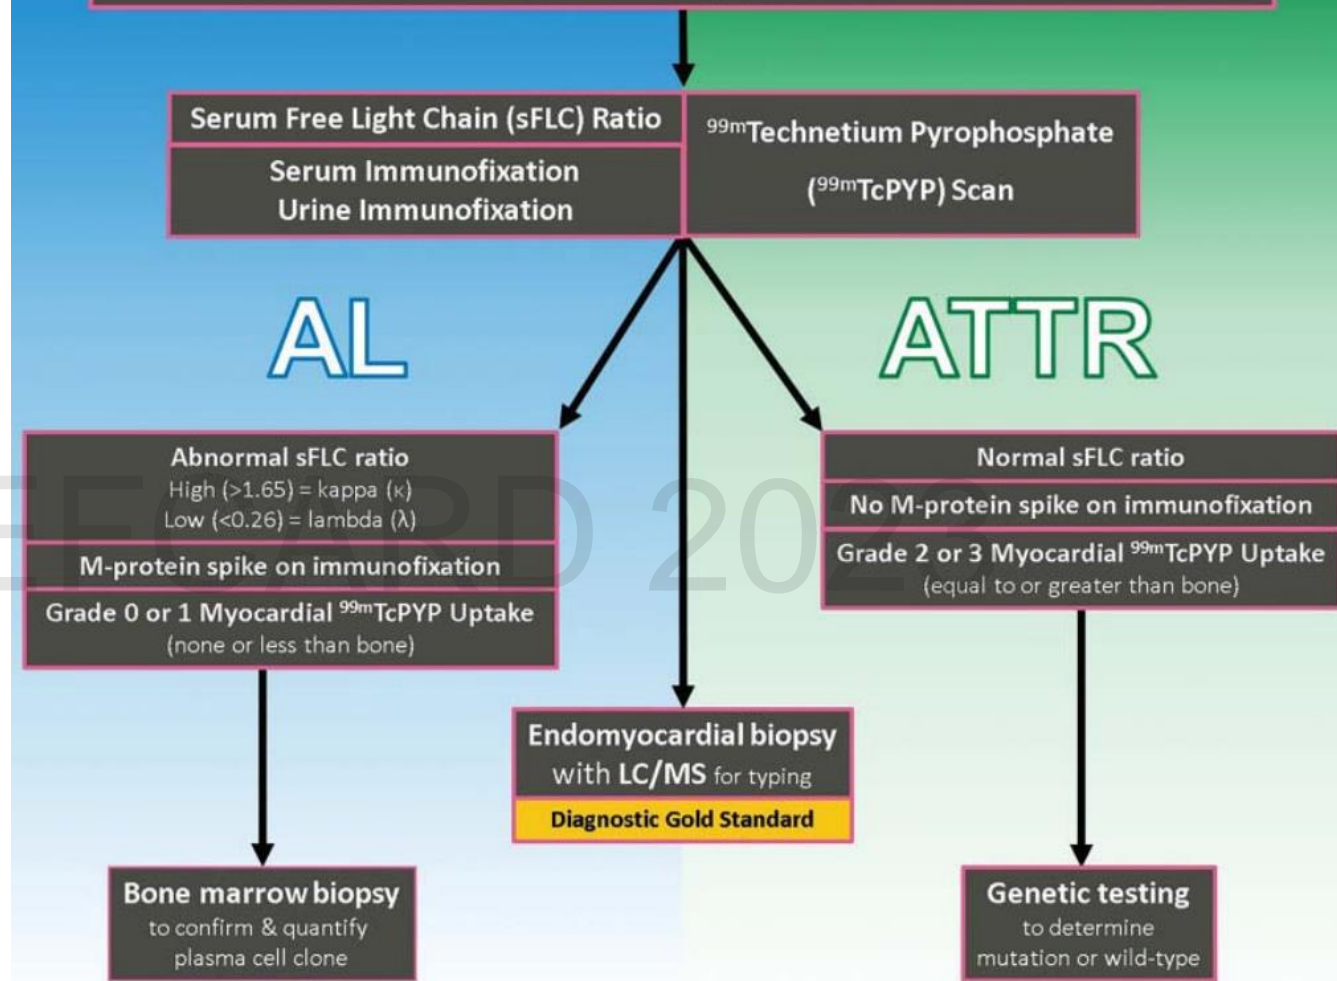 Serum Free Light Chain (sFLC) Ratio
Serum Immunofixation
Urine Immunofixation
99mTechnetium Pyrophosphate
(99mTcPYP) Scan
AL
ATTR
Abnormal sFLC ratio
High (>1.65) = kappa (κ)
Low (<0.26) = lambda (λ)
M-protein spike on immunofixation
Grade 0 or 1 Myocardial 99mTcPYP Uptake
(none or less than bone)
Normal sFLC ratio
No M-protein spike on immunofixation
Grade 2 or 3 Myocardial 99mTcPYP Uptake
(equal to or greater than bone)
EFCARD 2023
Endomyocardial biopsy
with LC/MS for typing
Diagnostic Gold Standard
Bone marrow biopsy
to confirm & quantify
plasma cell clone
Genetic testing
to determine
mutation or wild-type